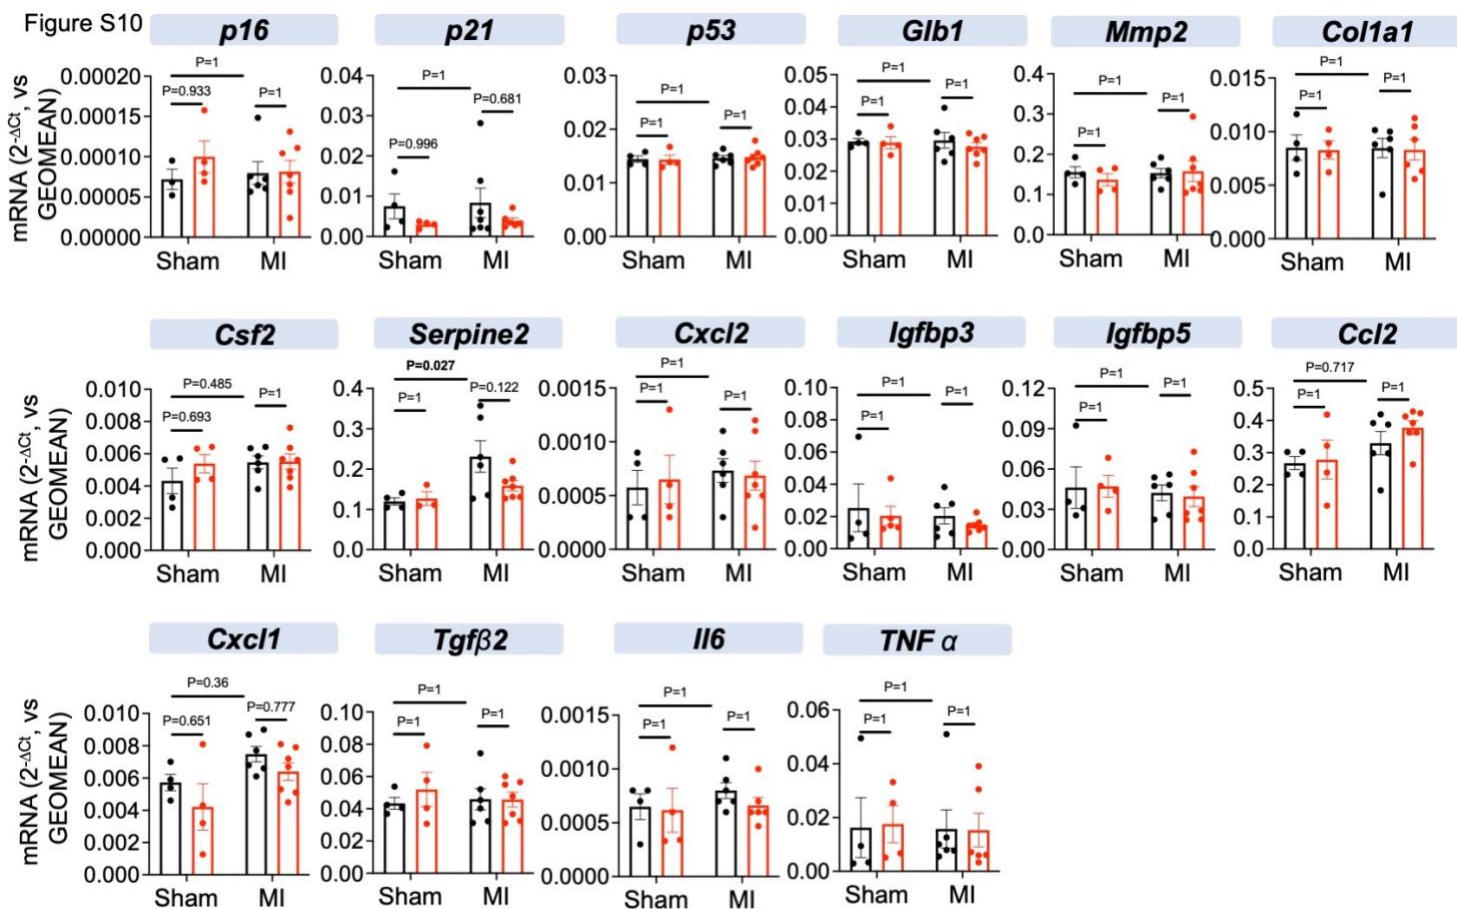 Figure S10
p16
p21
p53
Glb1
Mmp2
Col1a1
mRNA (2-ΔCt, vs
GEOMEAN)
0.00020
0.00015
0.00010
0.00005
0.00000
P=1
P=0.933
P=1
Sham MI
0.04
0.03
0.02
0.01
0.00
P=1
P=0.681
P=0.996
Sham MI
0.03
0.02
0.01
0.00
P=1
P=1
P=1
Sham MI
0.05
0.04
0.03
0.02
0.01
0.00
P=1
P=1
P=1
Sham MI
0.4
0.3
0.2
0.1
0.0
P=1
P=1
P=1
Sham MI
0.015
0.010
0.005
0.000
P=1
P=1
P=1
Sham MI
Csf2
Serpine2
Cxcl2
Igfbp3
Igfbp5
Ccl2
mRNA (2-ΔCt, vs
GEOMEAN)
0.010
0.008
0.006
0.004
0.002
0.000
P=0.485
P=1
P=0.693
Sham MI
0.4
0.3
0.2
0.1
0.0
P=0.027
P=0.122
P=1
Sham MI
0.0015
0.0010
0.0005
0.0000
P=1
P=1
P=1
Sham MI
0.10
0.08
0.06
0.04
0.02
0.00
P=1
P=1
P=1
Sham MI
0.12
0.09
0.06
0.03
0.00
P=1
P=1
P=1
Sham MI
0.5
0.4
0.3
0.2
0.1
0.0
P=0.717
P=1
P=1
Sham MI
Cxcl1
Tgfβ2
Il6
TNF α
mRNA (2-ΔCt, vs
GEOMEAN)
0.010
0.008
0.006
0.004
0.002
0.000
P=0.36
P=0.651
P=0.777
Sham MI
0.10
0.08
0.06
0.04
0.02
0.00
P=1
P=1
P=1
Sham MI
0.0015
0.0010
0.0005
0.0000
P=1
P=1
P=1
Sham MI
0.06
0.04
0.02
0.00
P=1
P=1
P=1
Sham MI